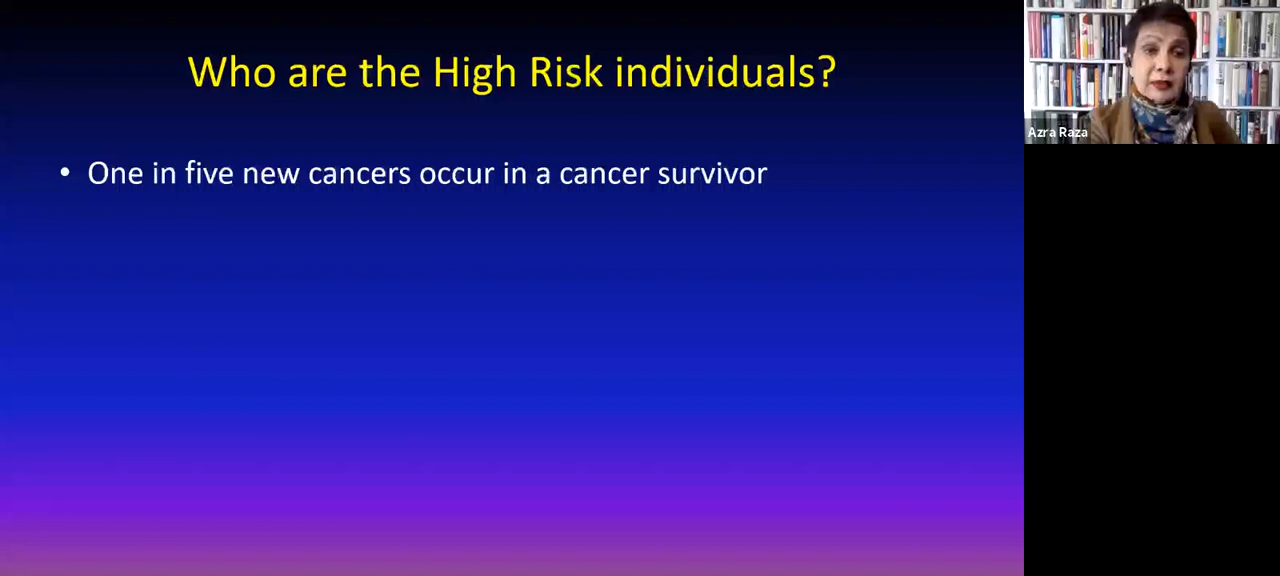 Who are the High Risk individuals?
• One in five new cancers occur in a cancer survivor
Azra Raza